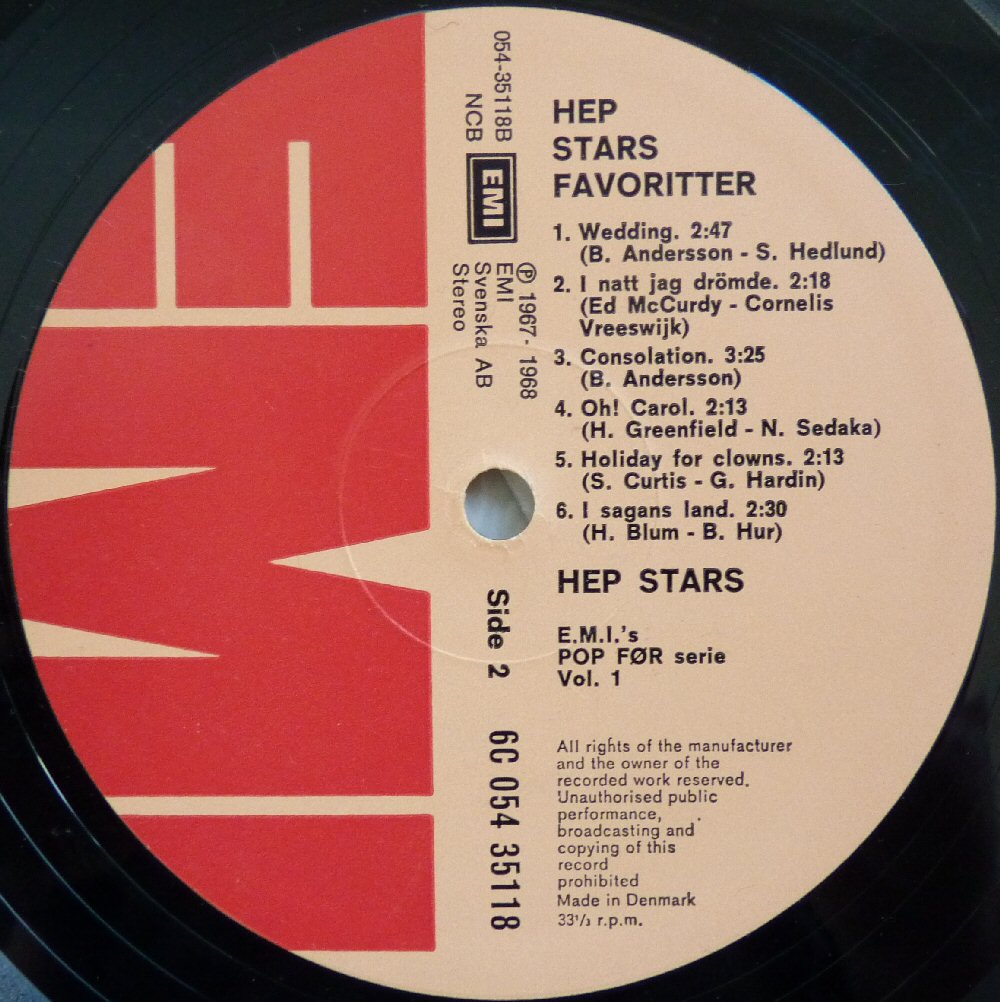 HEP
STARS
FAVORITTER
1. Wedding. 2:47
(B. Andersson - S. Hedlund)
2. I natt jag drömde. 2:18
(Ed McCurdy - Cornelis
Vreeswijk)
3. Consolation. 3:25
(B. Andersson)
4. Oh! Carol. 2:13
(H. Greenfield - N. Sedaka)
5. Holiday for clowns. 2:13
(S. Curtis - G. Hardin)
6. I sagans land. 2:30
(H. Blum - B. Hur)
HEP STARS
E.M.I.'s
POP FØR serie
Vol. 1
All rights of the manufacturer
and the owner of the
recorded work reserved.
Unauthorised public
performance,
broadcasting and
copying of this
record
prohibited
Made in Denmark
33⅓ r.p.m.
054-35118B
NCB
EMI
℗ 1967- 1968
EMI
Svenska AB
Stereo
Side 2
6C 054 35118
EMI